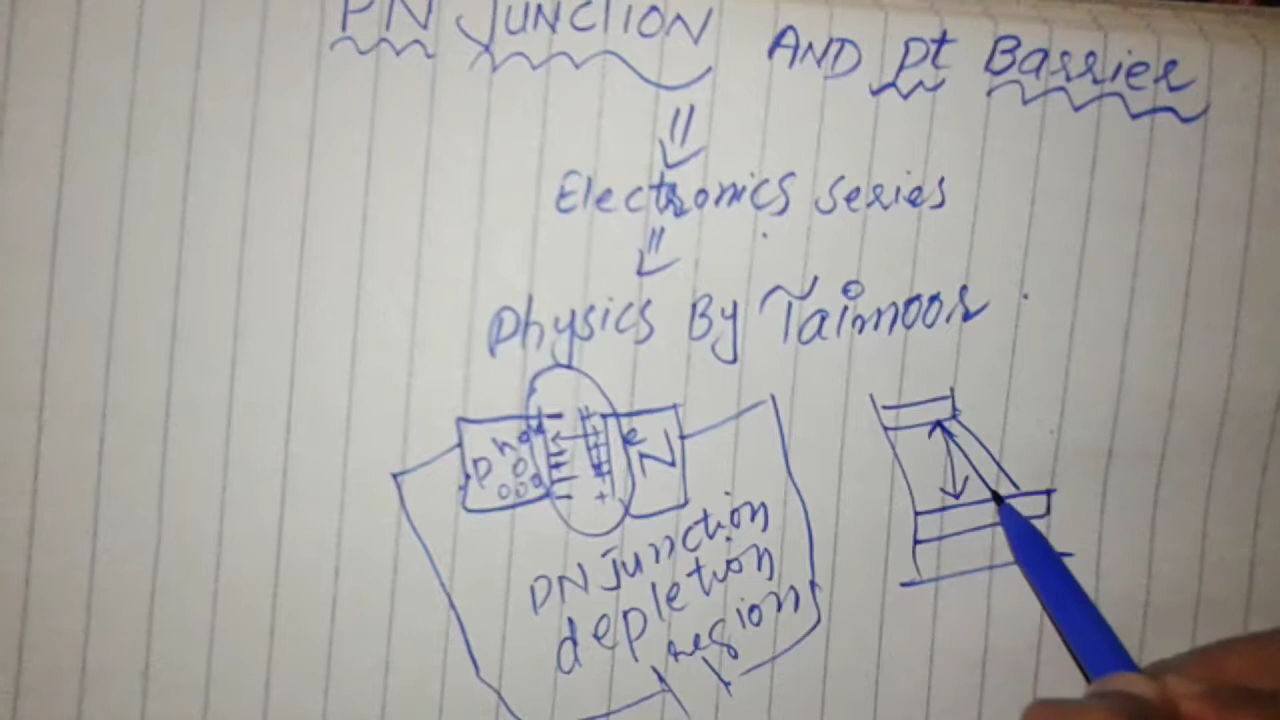 PN JUNCTION AND Pt Barrier
Electronics series
Physics By Taimoor
P
e
N
PN junction
depletion
region